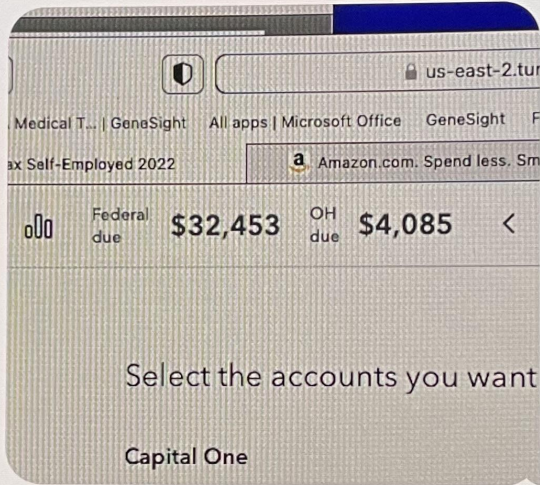 us-east-2.tur
Medical T... | GeneSight All apps | Microsoft Office GeneSight F
ax Self-Employed 2022 a Amazon.com. Spend less. Sm
Federal due $32,453 OH due $4,085
Select the accounts you want
Capital One